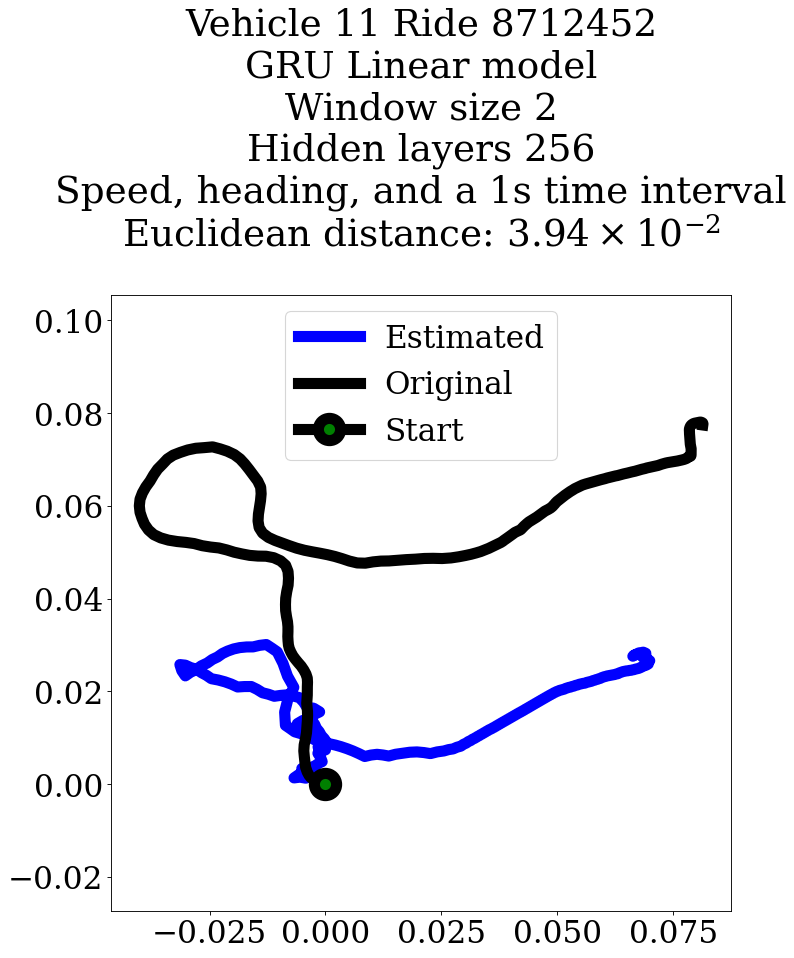 Vehicle 11 Ride 8712452
GRU Linear model
Window size 2
Hidden layers 256
Speed, heading, and a 1s time interval
Euclidean distance: 3.94 × 10⁻²
Estimated
Original
Start
0.10
0.08
0.06
0.04
0.02
0.00
−0.02
−0.025 0.000 0.025 0.050 0.075